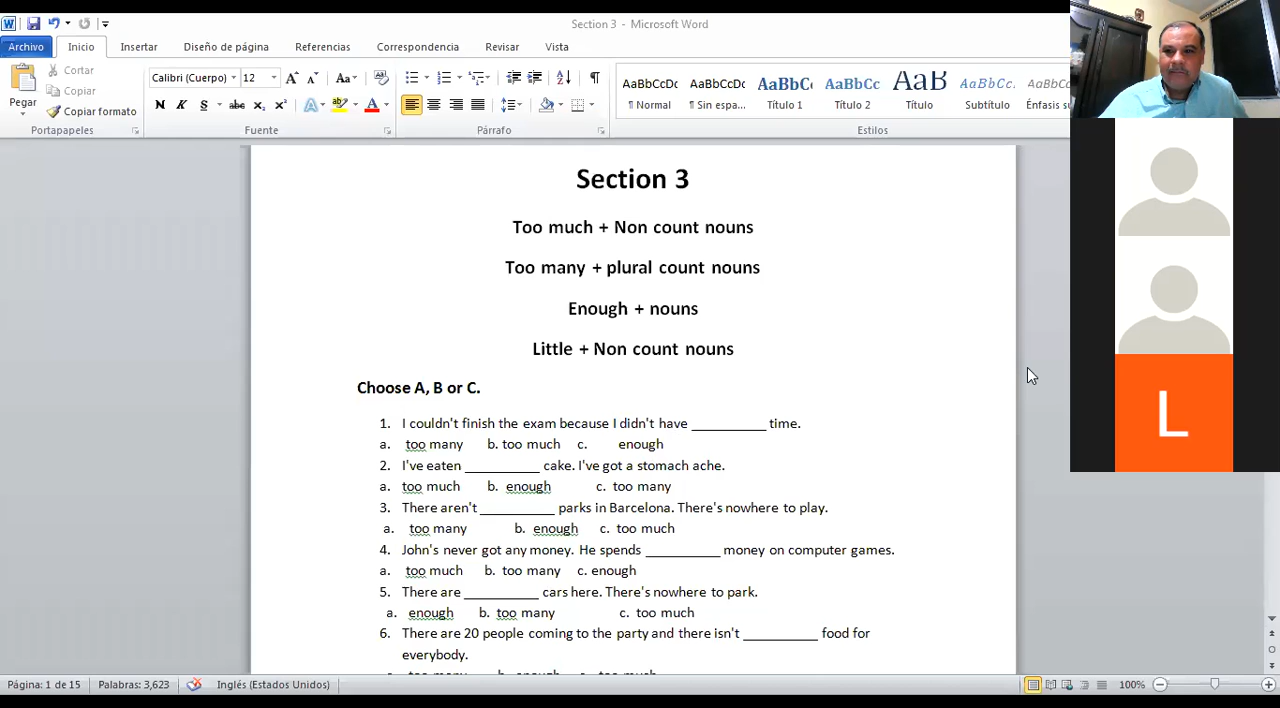 Section 3 - Microsoft Word
Archivo Inicio Insertar Diseño de página Referencias Correspondencia Revisar Vista
Pegar
Cortar
Copiar
Copiar formato
Portapapeles
Calibri (Cuerpo) 12
Fuente
Párrafo
AaBbCcDc AaBbCcDc AaBbC AaBbCc AaB AaBbCc. AaBbCcDc
¶ Normal ¶ Sin espa... Título 1 Título 2 Título Subtítulo Énfasis su
Estilos
Section 3
Too much + Non count nouns
Too many + plural count nouns
Enough + nouns
Little + Non count nouns
Choose A, B or C.
1. I couldn't finish the exam because I didn't have __________ time.
a. too many b. too much c. enough
2. I've eaten __________ cake. I've got a stomach ache.
a. too much b. enough c. too many
3. There aren't __________ parks in Barcelona. There's nowhere to play.
a. too many b. enough c. too much
4. John's never got any money. He spends __________ money on computer games.
a. too much b. too many c. enough
5. There are __________ cars here. There's nowhere to park.
a. enough b. too many c. too much
6. There are 20 people coming to the party and there isn't __________ food for
everybody.
a. too many b. enough c. too much
L
Página: 1 de 15 Palabras: 3,623 Inglés (Estados Unidos) 100%